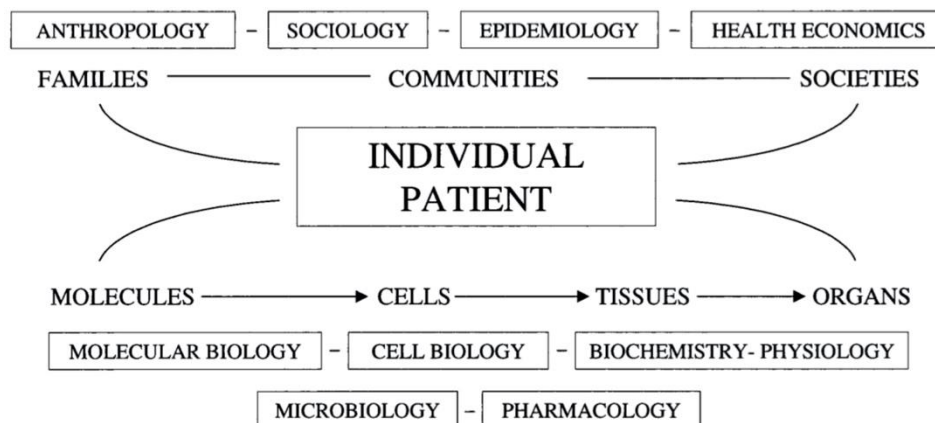 ANTHROPOLOGY – SOCIOLOGY – EPIDEMIOLOGY – HEALTH ECONOMICS
FAMILIES COMMUNITIES SOCIETIES
INDIVIDUAL
PATIENT
MOLECULES CELLS TISSUES ORGANS
MOLECULAR BIOLOGY – CELL BIOLOGY – BIOCHEMISTRY- PHYSIOLOGY
MICROBIOLOGY – PHARMACOLOGY